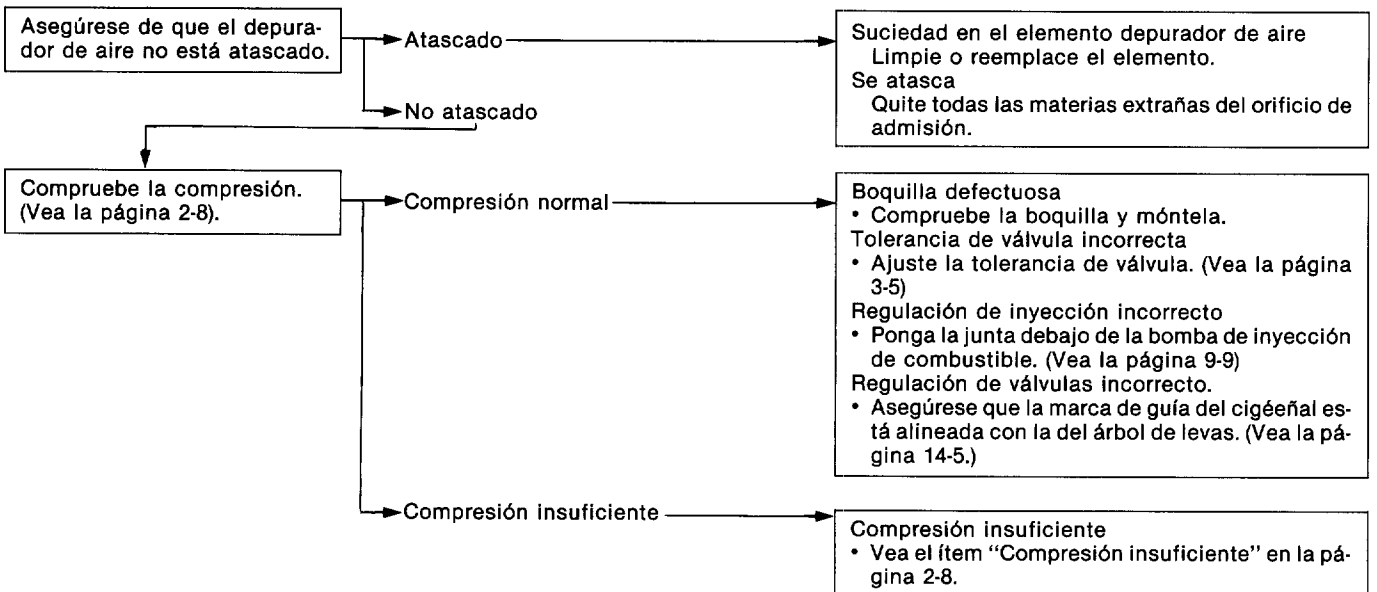 Asegúrese de que el depura-
dor de aire no está atascado.
Atascado
Suciedad en el elemento depurador de aire
Limpie o reemplace el elemento.
Se atasca
Quite todas las materias extrañas del orificio de
admisión.
No atascado
Compruebe la compresión.
(Vea la página 2-8).
Compresión normal
Boquilla defectuosa
• Compruebe la boquilla y móntela.
Tolerancia de válvula incorrecta
• Ajuste la tolerancia de válvula. (Vea la página
3-5)
Regulación de inyección incorrecto
• Ponga la junta debajo de la bomba de inyección
de combustible. (Vea la página 9-9)
Regulación de válvulas incorrecto.
• Asegúrese que la marca de guía del cigéeñal es-
tá alineada con la del árbol de levas. (Vea la pá-
gina 14-5.)
Compresión insuficiente
Compresión insuficiente
• Vea el ítem "Compresión insuficiente" en la pá-
gina 2-8.